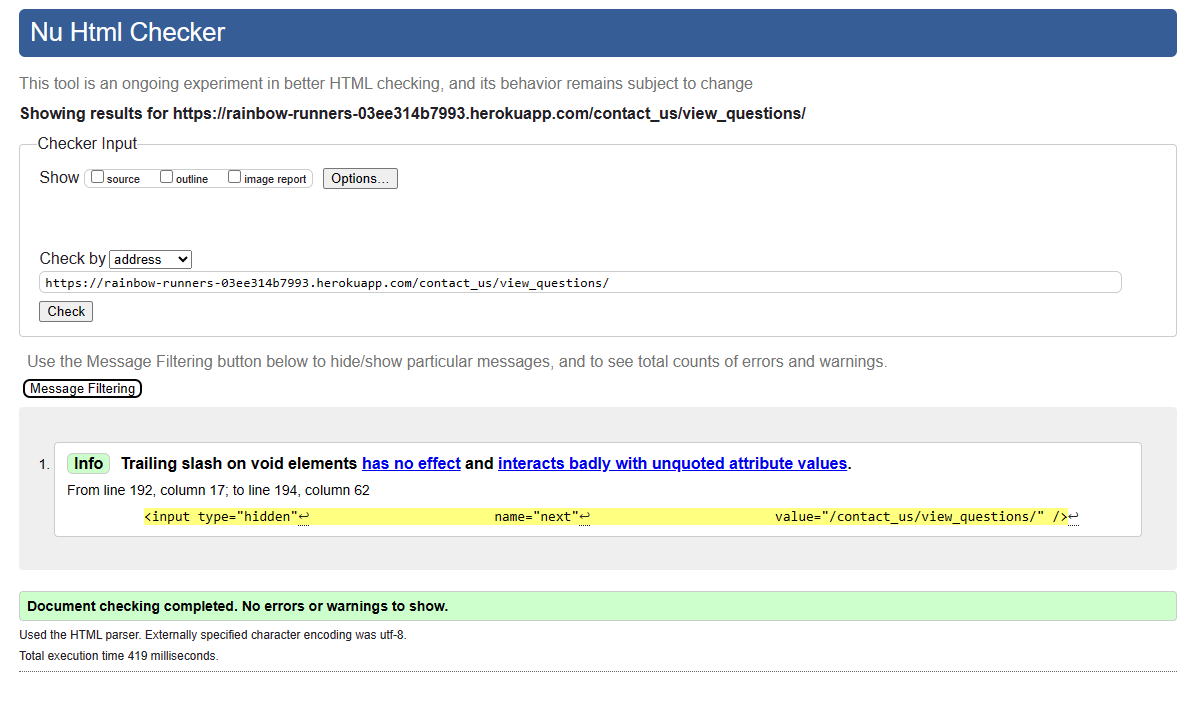 Nu Html Checker
This tool is an ongoing experiment in better HTML checking, and its behavior remains subject to change
Showing results for https://rainbow-runners-03ee314b7993.herokuapp.com/contact_us/view_questions/
Checker Input
Show source outline image report Options...
Check by address
https://rainbow-runners-03ee314b7993.herokuapp.com/contact_us/view_questions/
Check
Use the Message Filtering button below to hide/show particular messages, and to see total counts of errors and warnings.
Message Filtering
1. Info Trailing slash on void elements has no effect and interacts badly with unquoted attribute values.
From line 192, column 17; to line 194, column 62
<input type="hidden"↩ name="next"↩ value="/contact_us/view_questions/" />↩
Document checking completed. No errors or warnings to show.
Used the HTML parser. Externally specified character encoding was utf-8.
Total execution time 419 milliseconds.